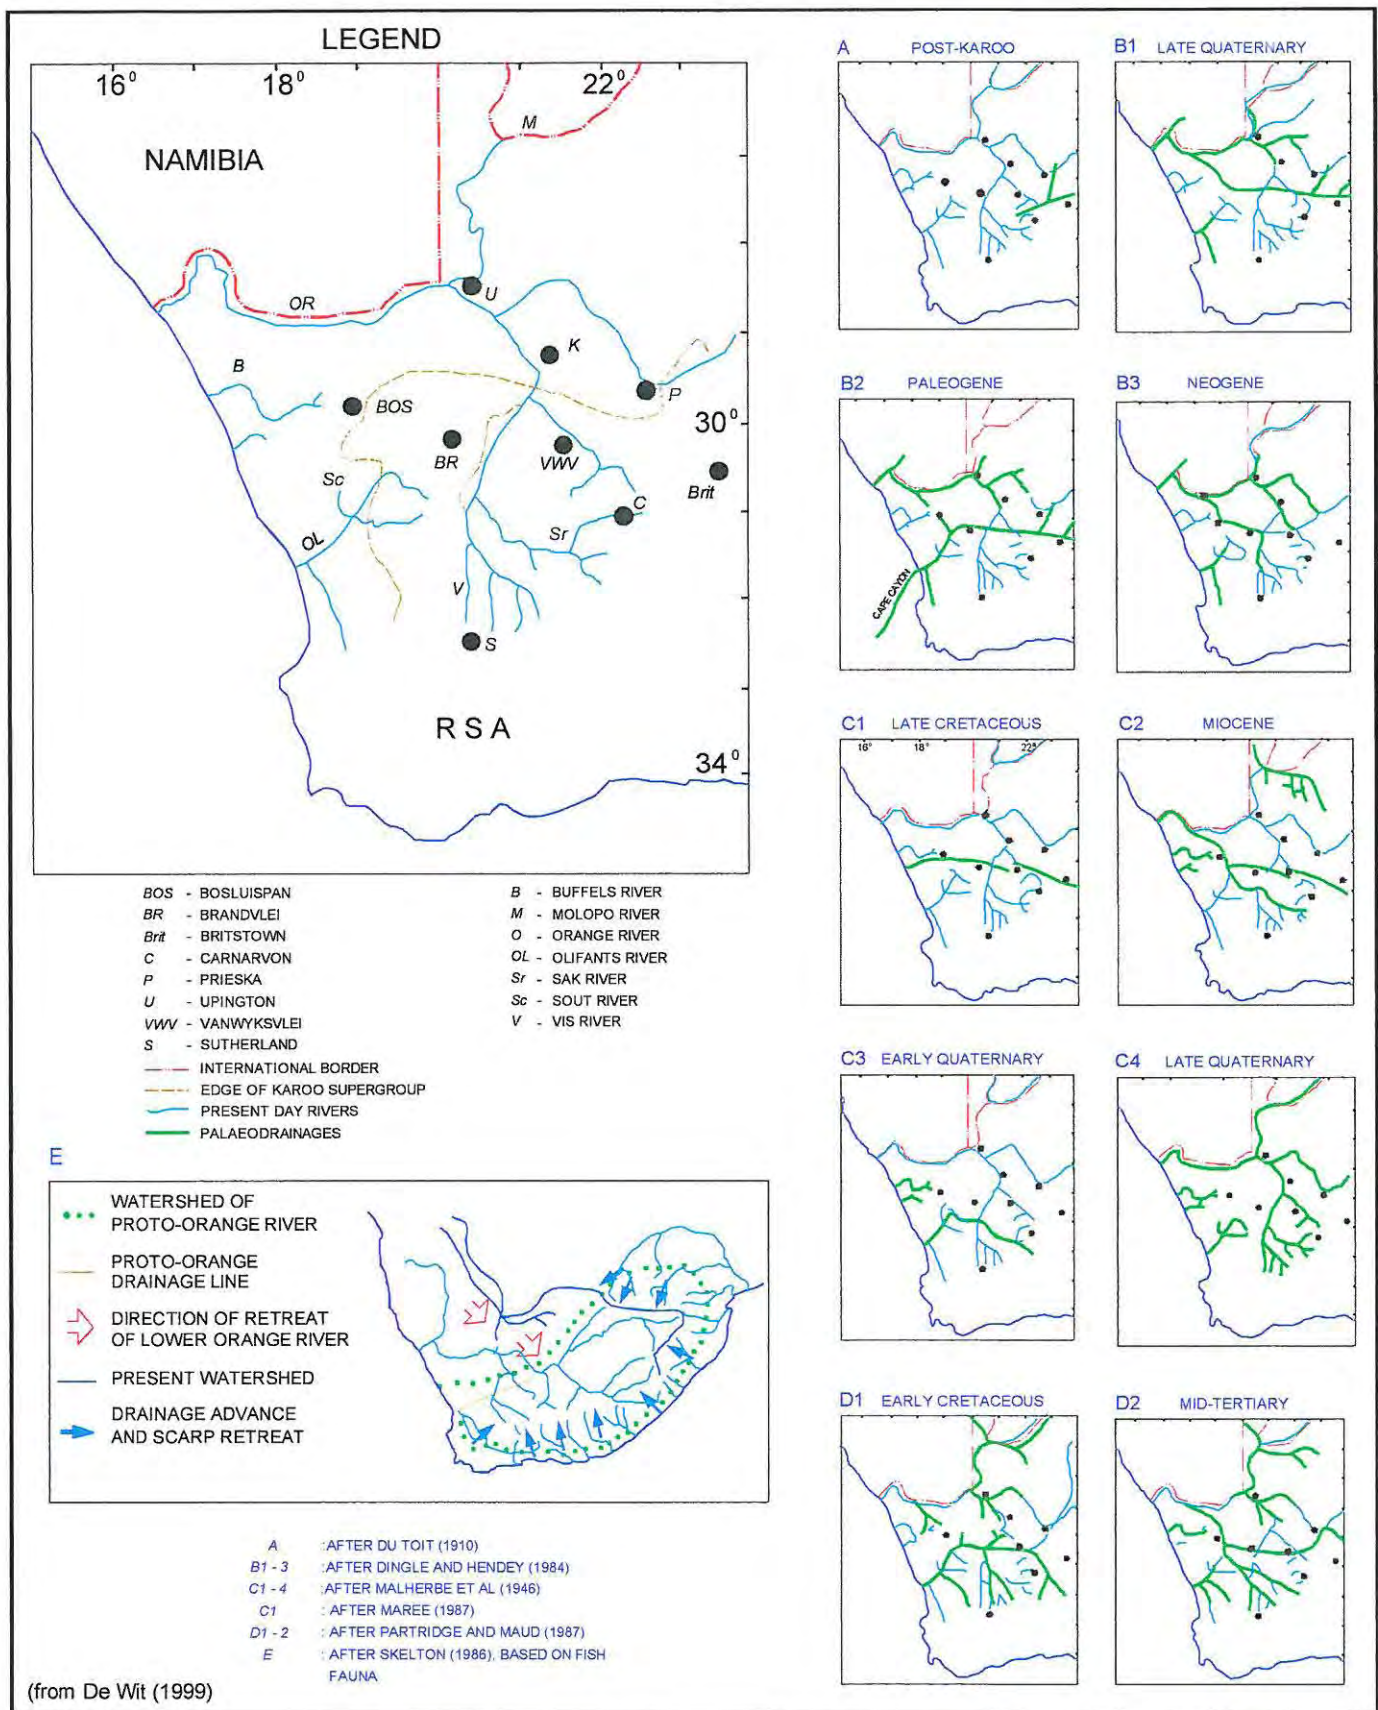 LEGEND
16⁰
18⁰
22⁰
M
NAMIBIA
U
OR
K
B
P
BOS
30⁰
BR
VWV
Brit
Sc
C
Sr
OL
V
S
RSA
34⁰
BOS - BOSLUISPAN
BR - BRANDVLEI
Brit - BRITSTOWN
C - CARNARVON
P - PRIESKA
U - UPINGTON
VWV - VANWYKSVLEI
S - SUTHERLAND
INTERNATIONAL BORDER
EDGE OF KAROO SUPERGROUP
PRESENT DAY RIVERS
PALAEODRAINAGES
B - BUFFELS RIVER
M - MOLOPO RIVER
O - ORANGE RIVER
OL - OLIFANTS RIVER
Sr - SAK RIVER
Sc - SOUT RIVER
V - VIS RIVER
E
WATERSHED OF
PROTO-ORANGE RIVER
PROTO-ORANGE
DRAINAGE LINE
DIRECTION OF RETREAT
OF LOWER ORANGE RIVER
PRESENT WATERSHED
DRAINAGE ADVANCE
AND SCARP RETREAT
A :AFTER DU TOIT (1910)
B1 - 3 :AFTER DINGLE AND HENDEY (1984)
C1 - 4 :AFTER MALHERBE ET AL (1946)
C1 : AFTER MAREE (1987)
D1 - 2 : AFTER PARTRIDGE AND MAUD (1987)
E : AFTER SKELTON (1986), BASED ON FISH
FAUNA
(from De Wit (1999)
A POST-KAROO
B1 LATE QUATERNARY
B2 PALEOGENE
CAPE CAYON
B3 NEOGENE
C1 LATE CRETACEOUS
16° 18° 22°
C2 MIOCENE
C3 EARLY QUATERNARY
C4 LATE QUATERNARY
D1 EARLY CRETACEOUS
D2 MID-TERTIARY